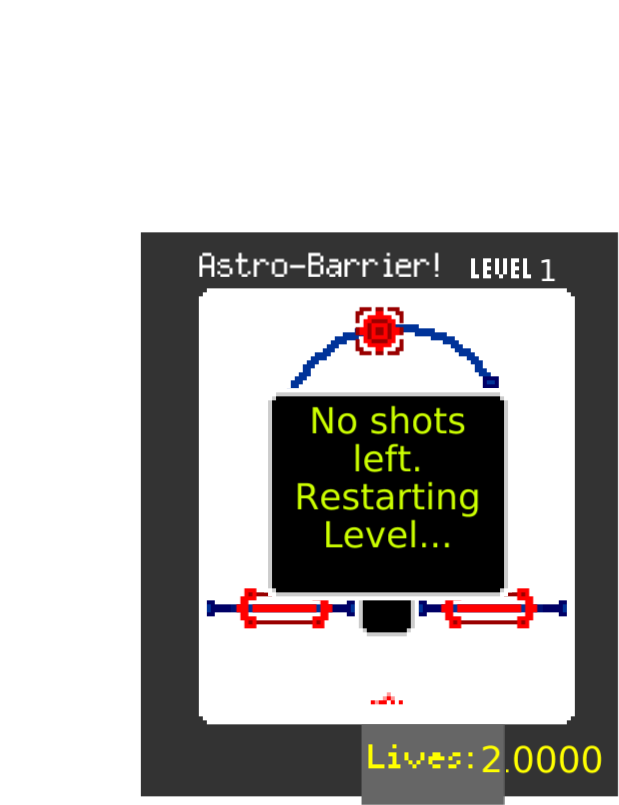 Astro-Barrier! LEVEL 1
No shots
left.
Restarting
Level...
Lives: 2.0000